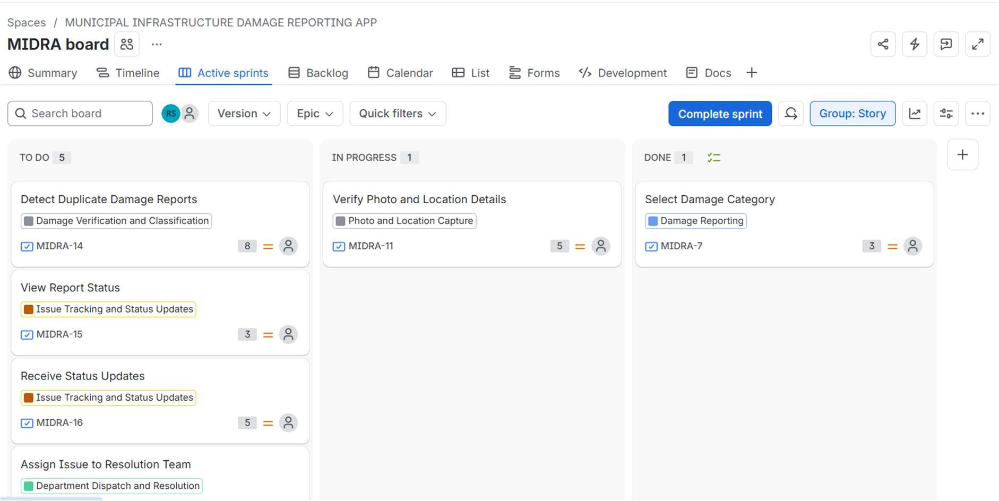 Spaces / MUNICIPAL INFRASTRUCTURE DAMAGE REPORTING APP
MIDRA board
Summary Timeline Active sprints Backlog Calendar List Forms Development Docs
Search board RS Version Epic Quick filters Complete sprint Group: Story
TO DO 5
Detect Duplicate Damage Reports
Damage Verification and Classification
MIDRA-14 8
View Report Status
Issue Tracking and Status Updates
MIDRA-15 3
Receive Status Updates
Issue Tracking and Status Updates
MIDRA-16 5
Assign Issue to Resolution Team
Department Dispatch and Resolution
IN PROGRESS 1
Verify Photo and Location Details
Photo and Location Capture
MIDRA-11 5
DONE 1
Select Damage Category
Damage Reporting
MIDRA-7 3